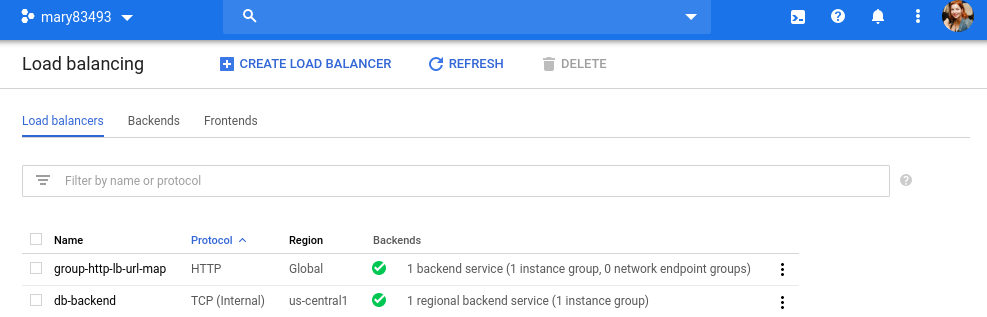 mary83493
Load balancing CREATE LOAD BALANCER REFRESH DELETE
Load balancers Backends Frontends
Filter by name or protocol
Name Protocol Region Backends
group-http-lb-url-map HTTP Global 1 backend service (1 instance group, 0 network endpoint groups)
db-backend TCP (Internal) us-central1 1 regional backend service (1 instance group)